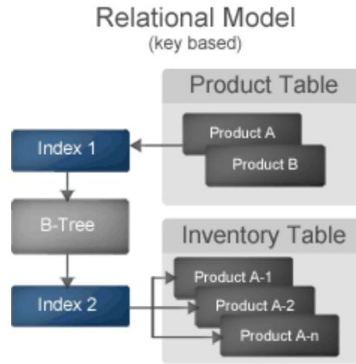 Relational Model
(key based)
Product Table
Product A
Product B
Index 1
B-Tree
Index 2
Inventory Table
Product A-1
Product A-2
Product A-n